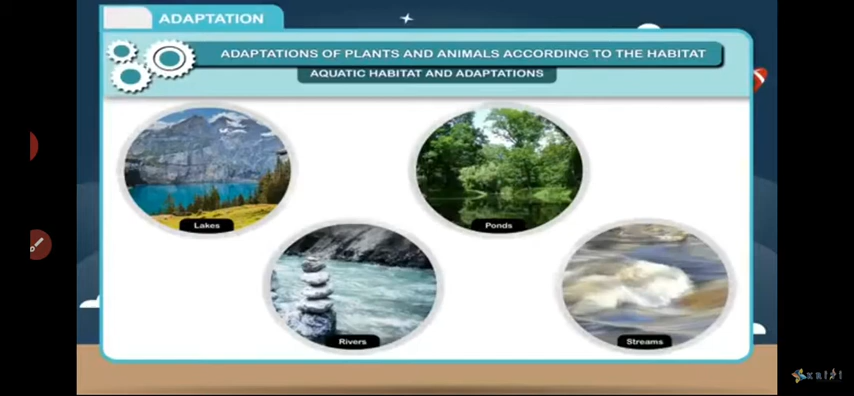 ADAPTATION
ADAPTATIONS OF PLANTS AND ANIMALS ACCORDING TO THE HABITAT
AQUATIC HABITAT AND ADAPTATIONS
Lakes
Ponds
Rivers
Streams